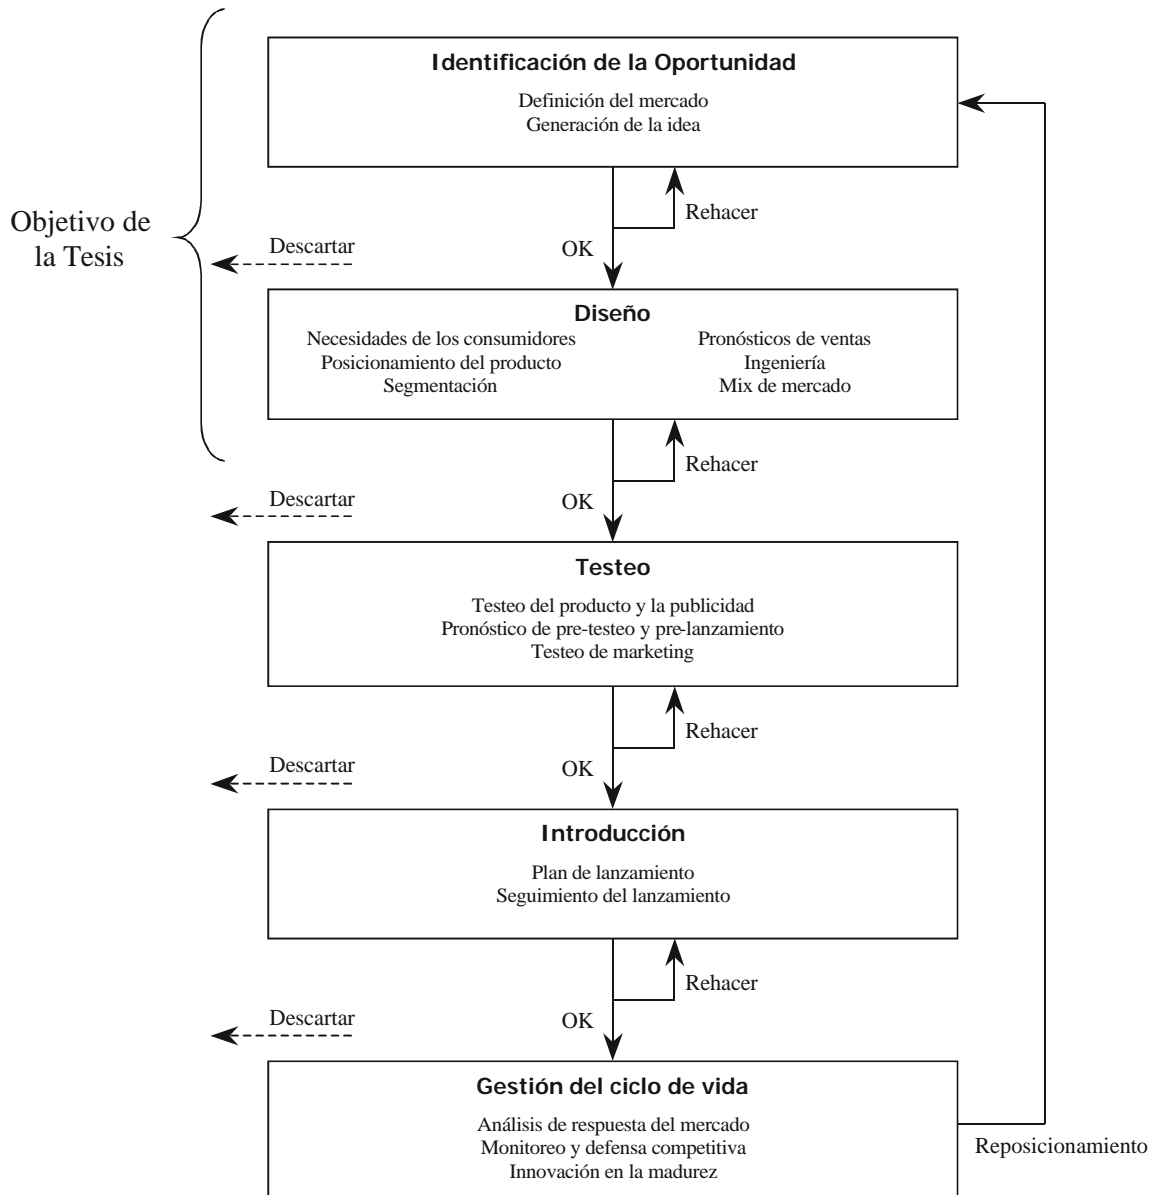 Identificación de la Oportunidad
Definición del mercado
Generación de la idea
Rehacer
Objetivo de
la Tesis
Descartar
OK
Diseño
Necesidades de los consumidores
Posicionamiento del producto
Segmentación
Pronósticos de ventas
Ingeniería
Mix de mercado
Rehacer
Descartar
OK
Testeo
Testeo del producto y la publicidad
Pronóstico de pre-testeo y pre-lanzamiento
Testeo de marketing
Rehacer
Descartar
OK
Introducción
Plan de lanzamiento
Seguimiento del lanzamiento
Rehacer
Descartar
OK
Gestión del ciclo de vida
Análisis de respuesta del mercado
Monitoreo y defensa competitiva
Innovación en la madurez
Reposicionamiento